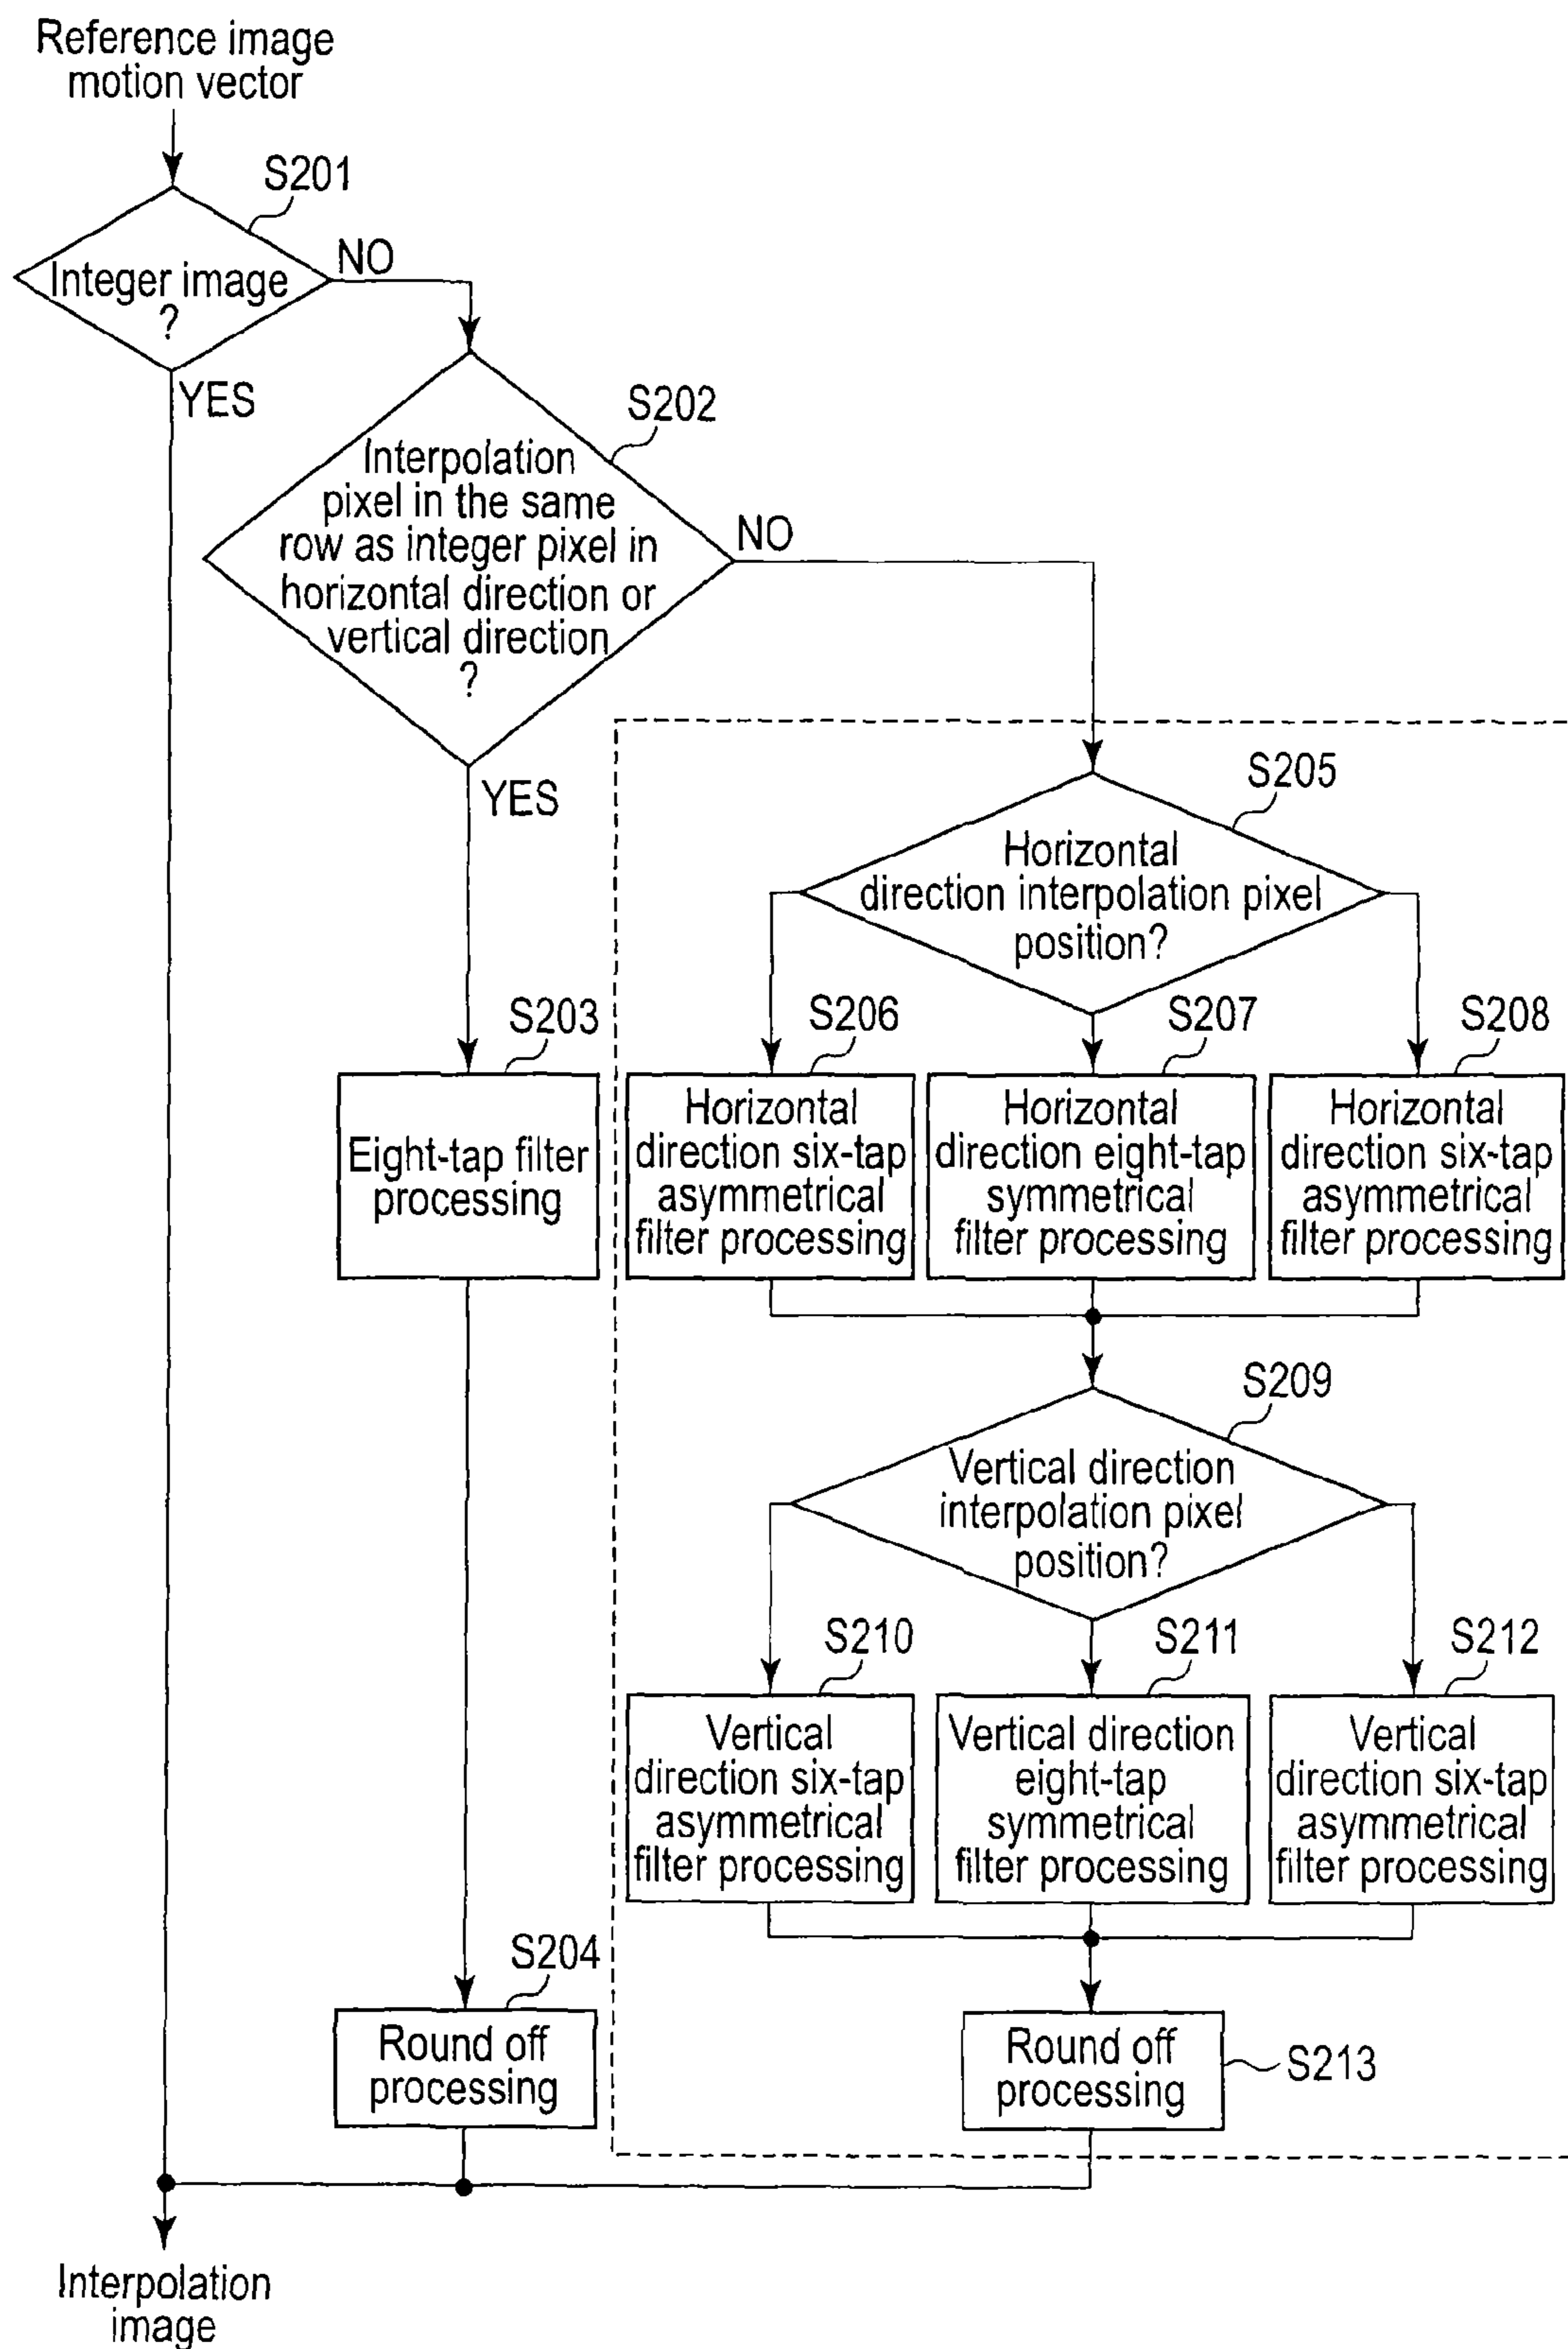 Reference image
motion vector
S201
Integer image
?
NO
YES
S202
Interpolation
pixel in the same
row as integer pixel in
horizontal direction or
vertical direction
?
NO
YES
S205
Horizontal
direction interpolation pixel
position?
S203
Eight-tap filter
processing
S206
Horizontal
direction six-tap
asymmetrical
filter processing
S207
Horizontal
direction eight-tap
symmetrical
filter processing
S208
Horizontal
direction six-tap
asymmetrical
filter processing
S209
Vertical direction
interpolation pixel
position?
S210
Vertical
direction six-tap
asymmetrical
filter processing
S211
Vertical direction
eight-tap
symmetrical
filter processing
S212
Vertical
direction six-tap
asymmetrical
filter processing
S204
Round off
processing
Round off
processing
S213
Interpolation
image